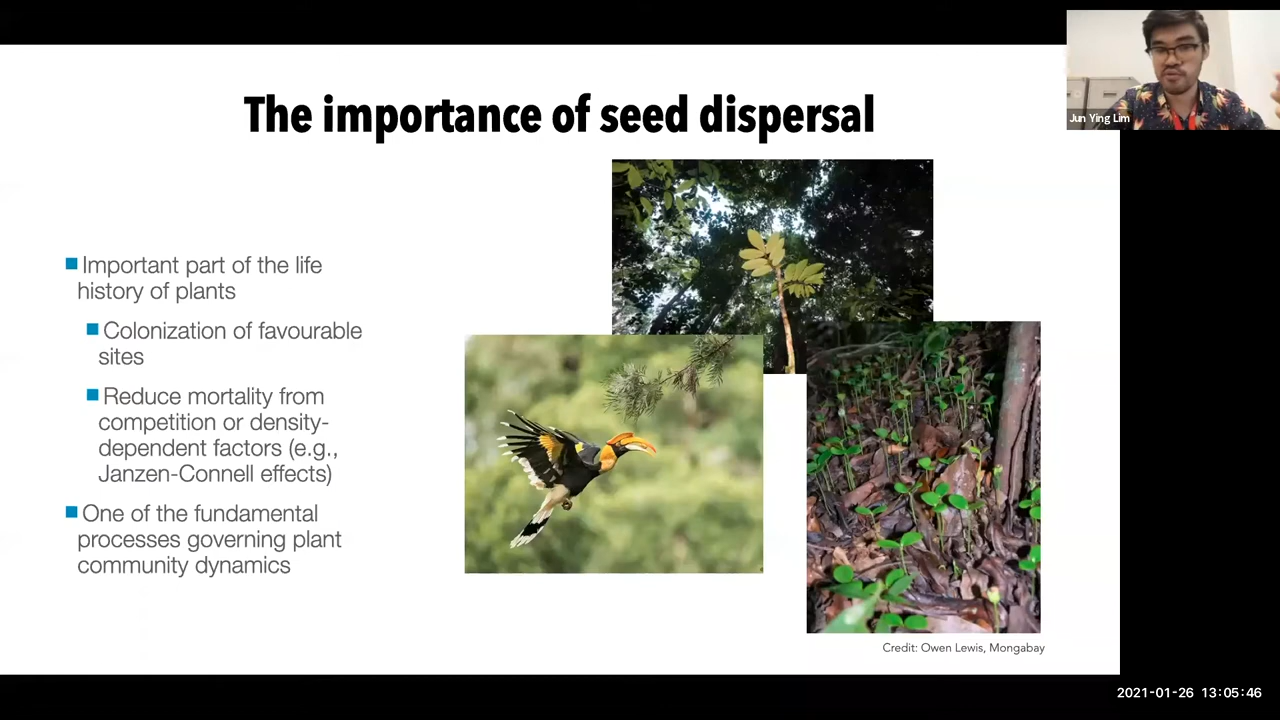 The importance of seed dispersal
Jun Ying Lim
Important part of the life
history of plants
Colonization of favourable
sites
Reduce mortality from
competition or density-
dependent factors (e.g.,
Janzen-Connell effects)
One of the fundamental
processes governing plant
community dynamics
Credit: Owen Lewis, Mongabay
2021-01-26 13:05:46